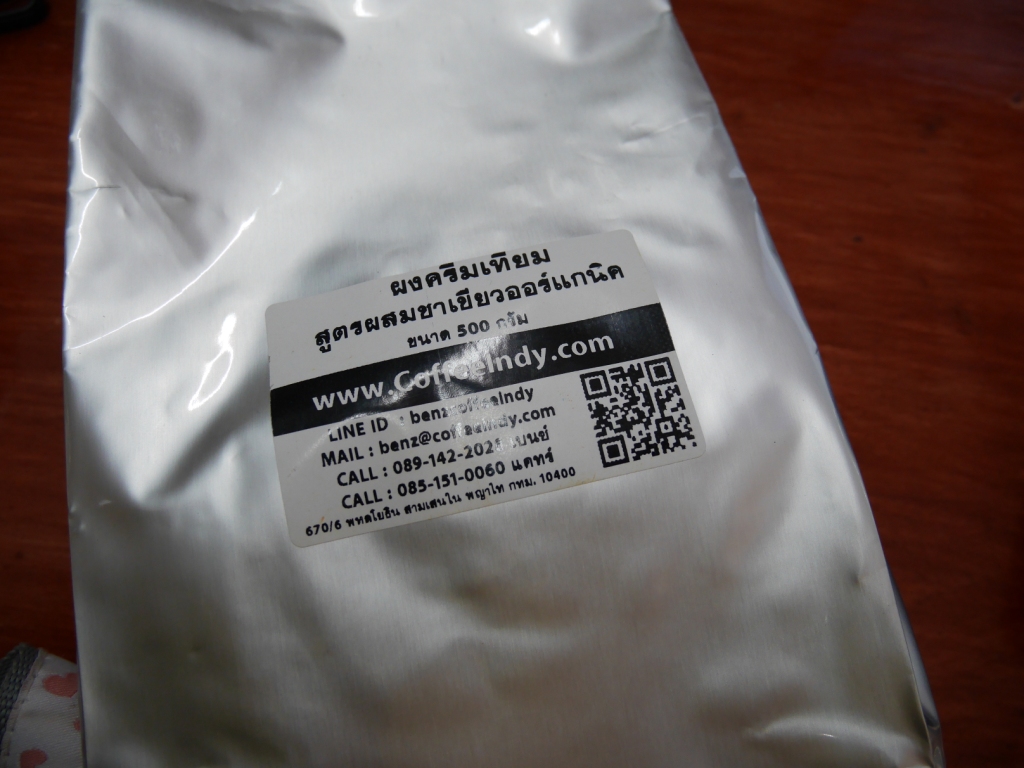 ผงครีมเทียม
สูตรผสมชาเขียวออร์แกนิค
ขนาด 500 กรัม
www.CoffeeIndy.com
LINE ID : benzcoffeeIndy
MAIL : benz@coffeeindy.com
CALL : เบนซ์
CALL : 085-151-0060 แคทร์
670/6 พหลโยธิน สามเสนใน พญาไท กทม. 10400